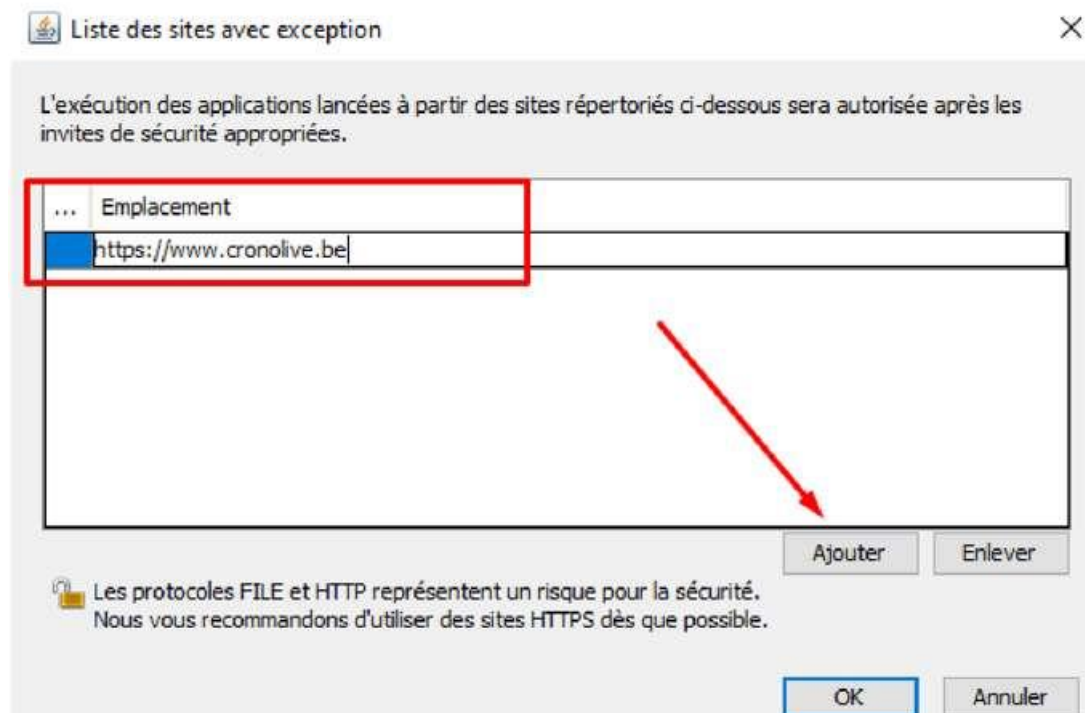 Liste des sites avec exception
L'exécution des applications lancées à partir des sites répertoriés ci-dessous sera autorisée après les
invites de sécurité appropriées.
... Emplacement
https://www.cronolive.be
Ajouter Enlever
Les protocoles FILE et HTTP représentent un risque pour la sécurité.
Nous vous recommandons d'utiliser des sites HTTPS dès que possible.
OK Annuler